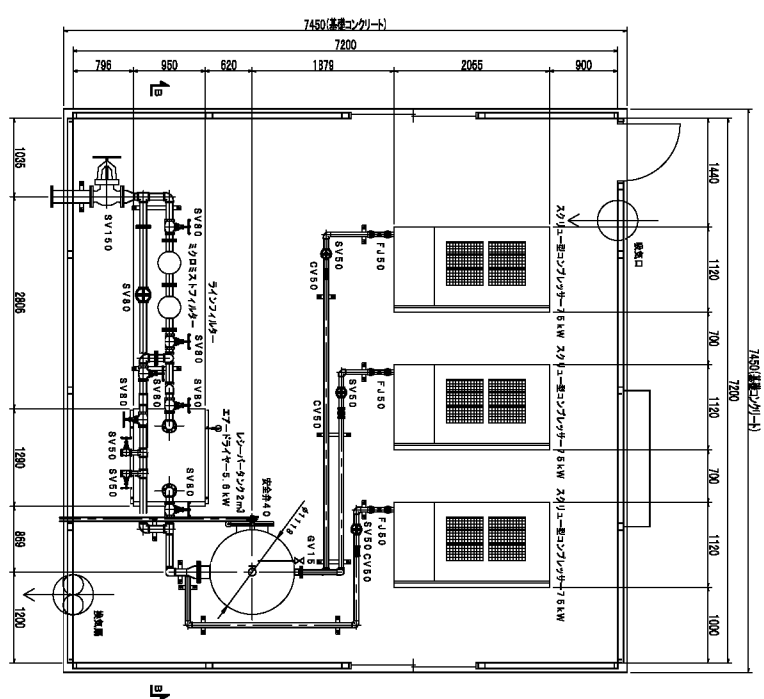 7450(基礎コンクリート)
7200
796
950
620
1879
2065
900
B
1035
2806
1290
869
1200
1440
1120
700
1120
700
1120
1000
7200
7450(基礎コンクリート)
吸気口
スクリュー型コンプレッサー75kW
スクリュー型コンプレッサー75kW
スクリュー型コンプレッサー75kW
FJ50
SV50
CV50
FJ50
SV50
CV50
FJ50
SV50
CV50
SV150
SV80
SV80
SV80
SV80
SV80
SV80
SV80
SV50
SV50
ミクロミストフィルター
ラインフィルター
エアードライヤー5.6kW
レシーバータンク2m3
安全弁40
φ1118
GV15
換気扇
B